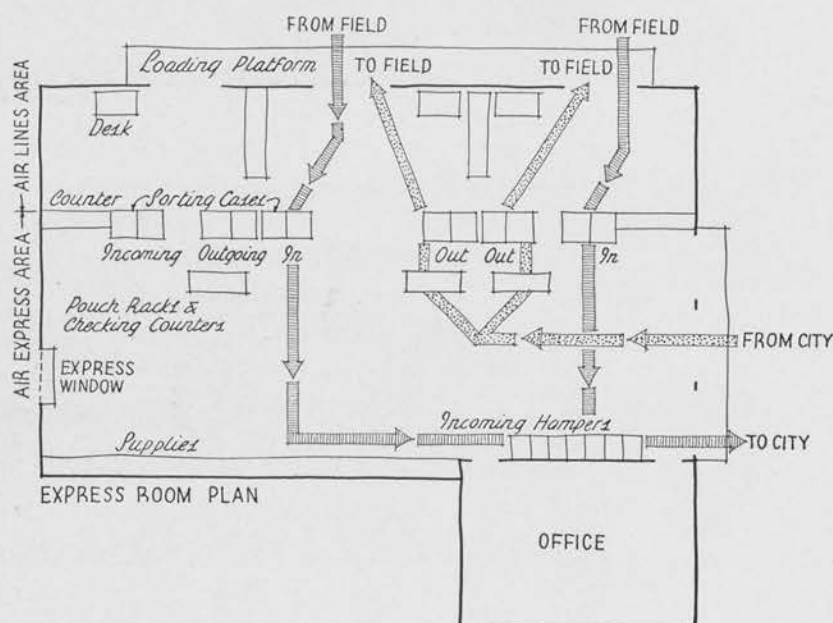 FROM FIELD
FROM FIELD
Loading Platform
TO FIELD
TO FIELD
Desk
AIR LINES AREA
AIR EXPRESS AREA
Counter
Sorting Cases
Incoming
Outgoing
In
Out
Out
In
Pouch Racks &
Checking Counters
FROM CITY
EXPRESS
WINDOW
Incoming Hampers
Supplies
TO CITY
EXPRESS ROOM PLAN
OFFICE